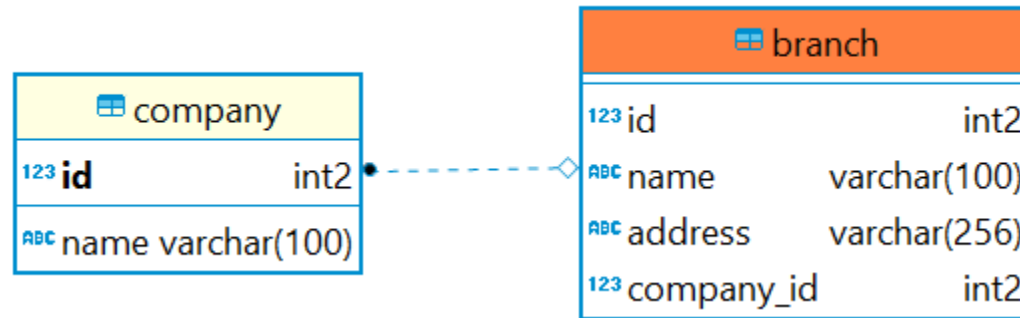 company
123 id int2
ABC name varchar(100)
branch
123 id int2
ABC name varchar(100)
ABC address varchar(256)
123 company_id int2